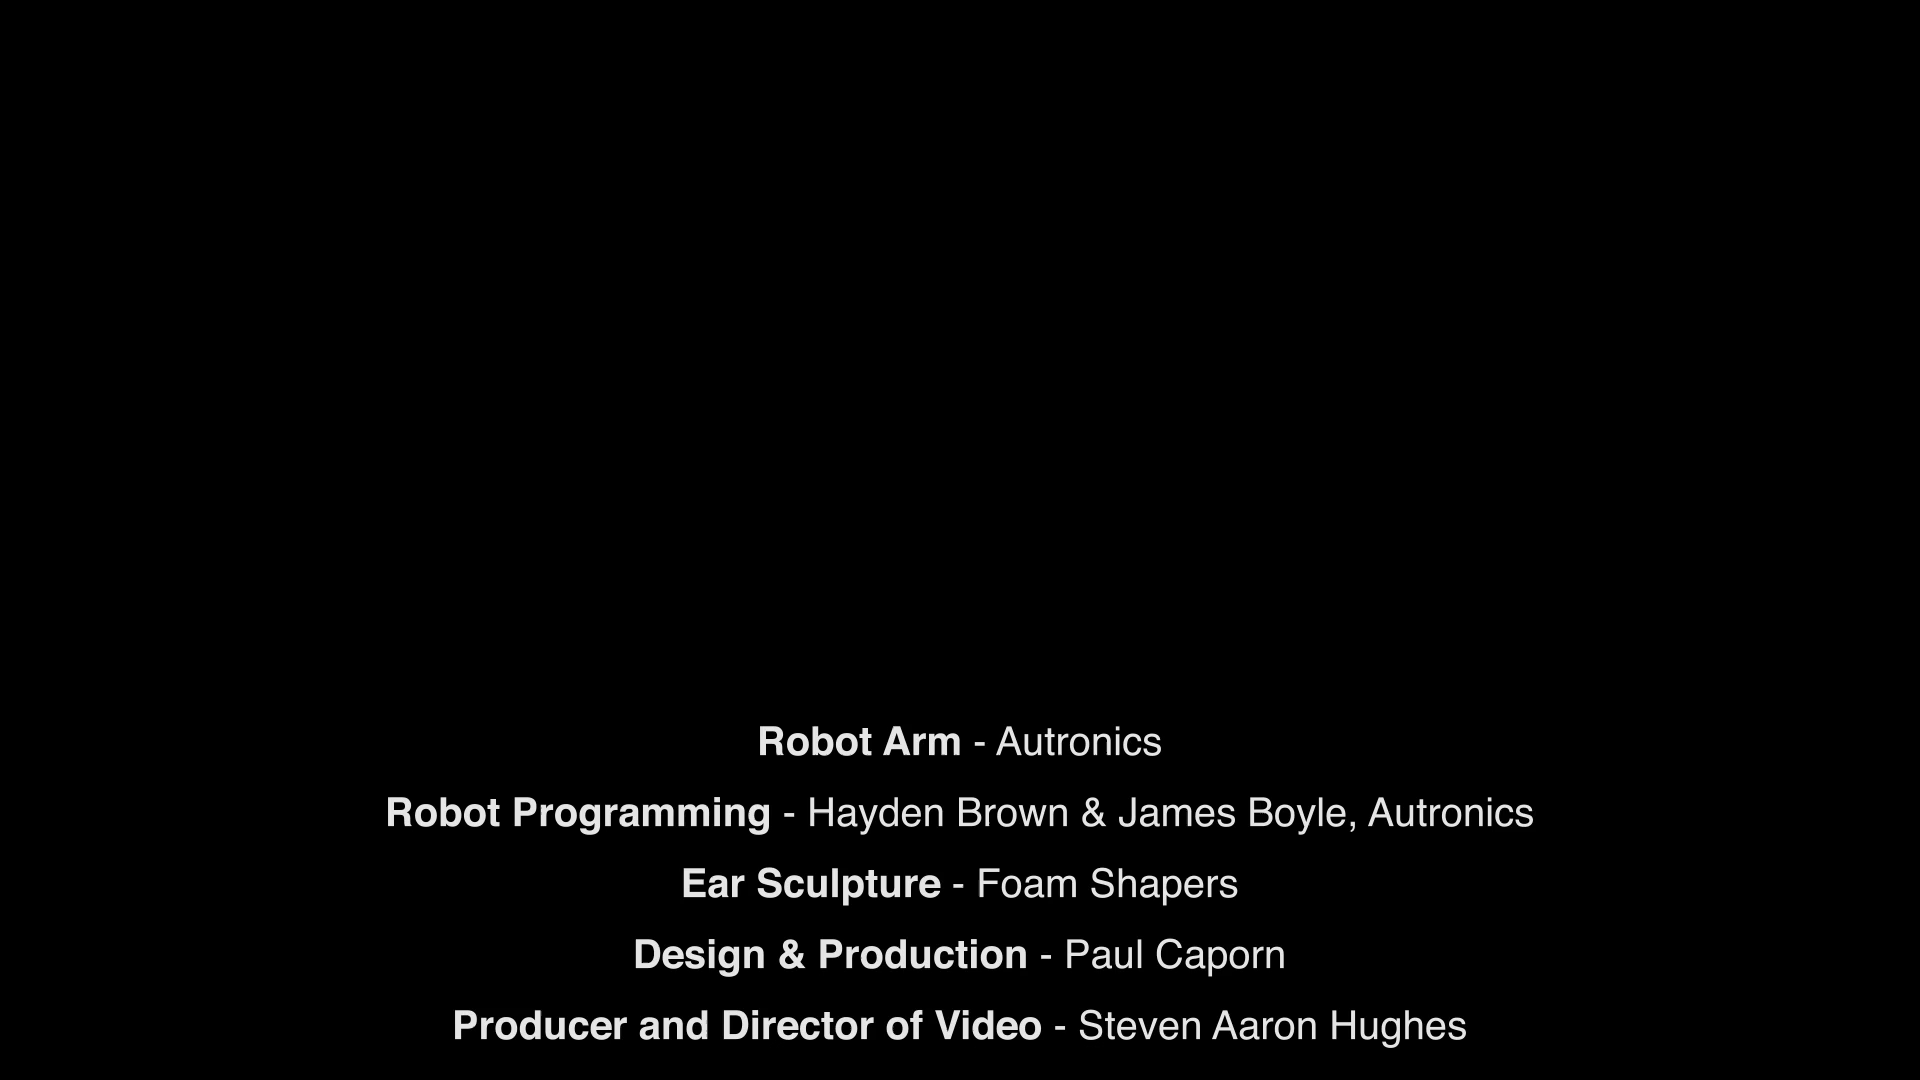 Robot Arm - Autronics
Robot Programming - Hayden Brown & James Boyle, Autronics
Ear Sculpture - Foam Shapers
Design & Production - Paul Caporn
Producer and Director of Video - Steven Aaron Hughes